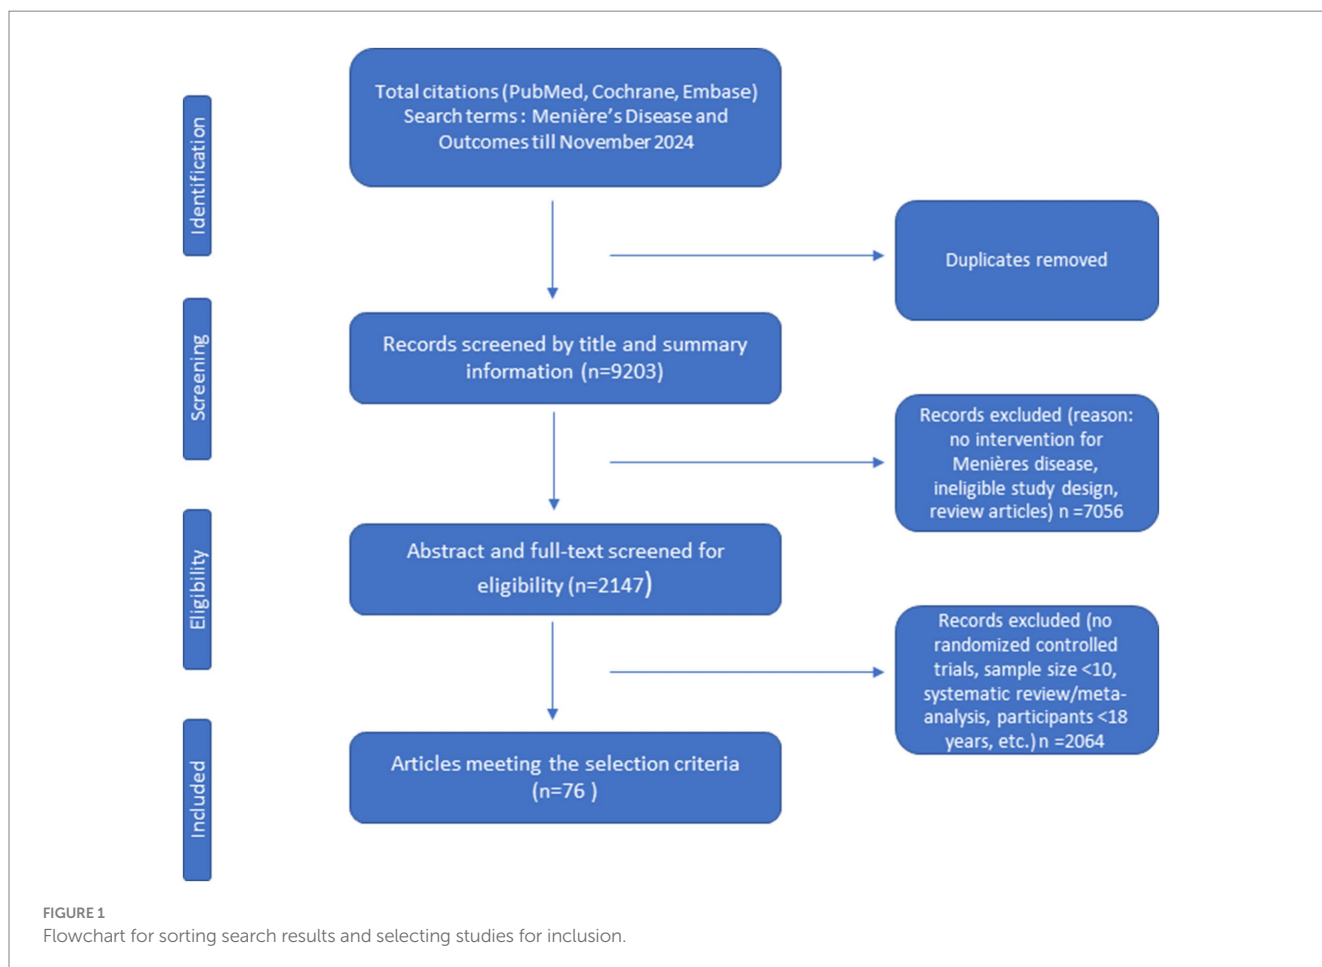 Identification
Total citations (PubMed, Cochrane, Embase)
Search terms : Menière’s Disease and
Outcomes till November 2024
Duplicates removed
Screening
Records screened by title and summary
information (n=9203)
Records excluded (reason:
no intervention for
Menières disease,
ineligible study design,
review articles) n =7056
Eligibility
Abstract and full-text screened for
eligibility (n=2147)
Records excluded (no
randomized controlled
trials, sample size <10,
systematic review/meta-
analysis, participants <18
years, etc.) n =2064
Included
Articles meeting the selection criteria
(n=76 )
FIGURE 1
Flowchart for sorting search results and selecting studies for inclusion.